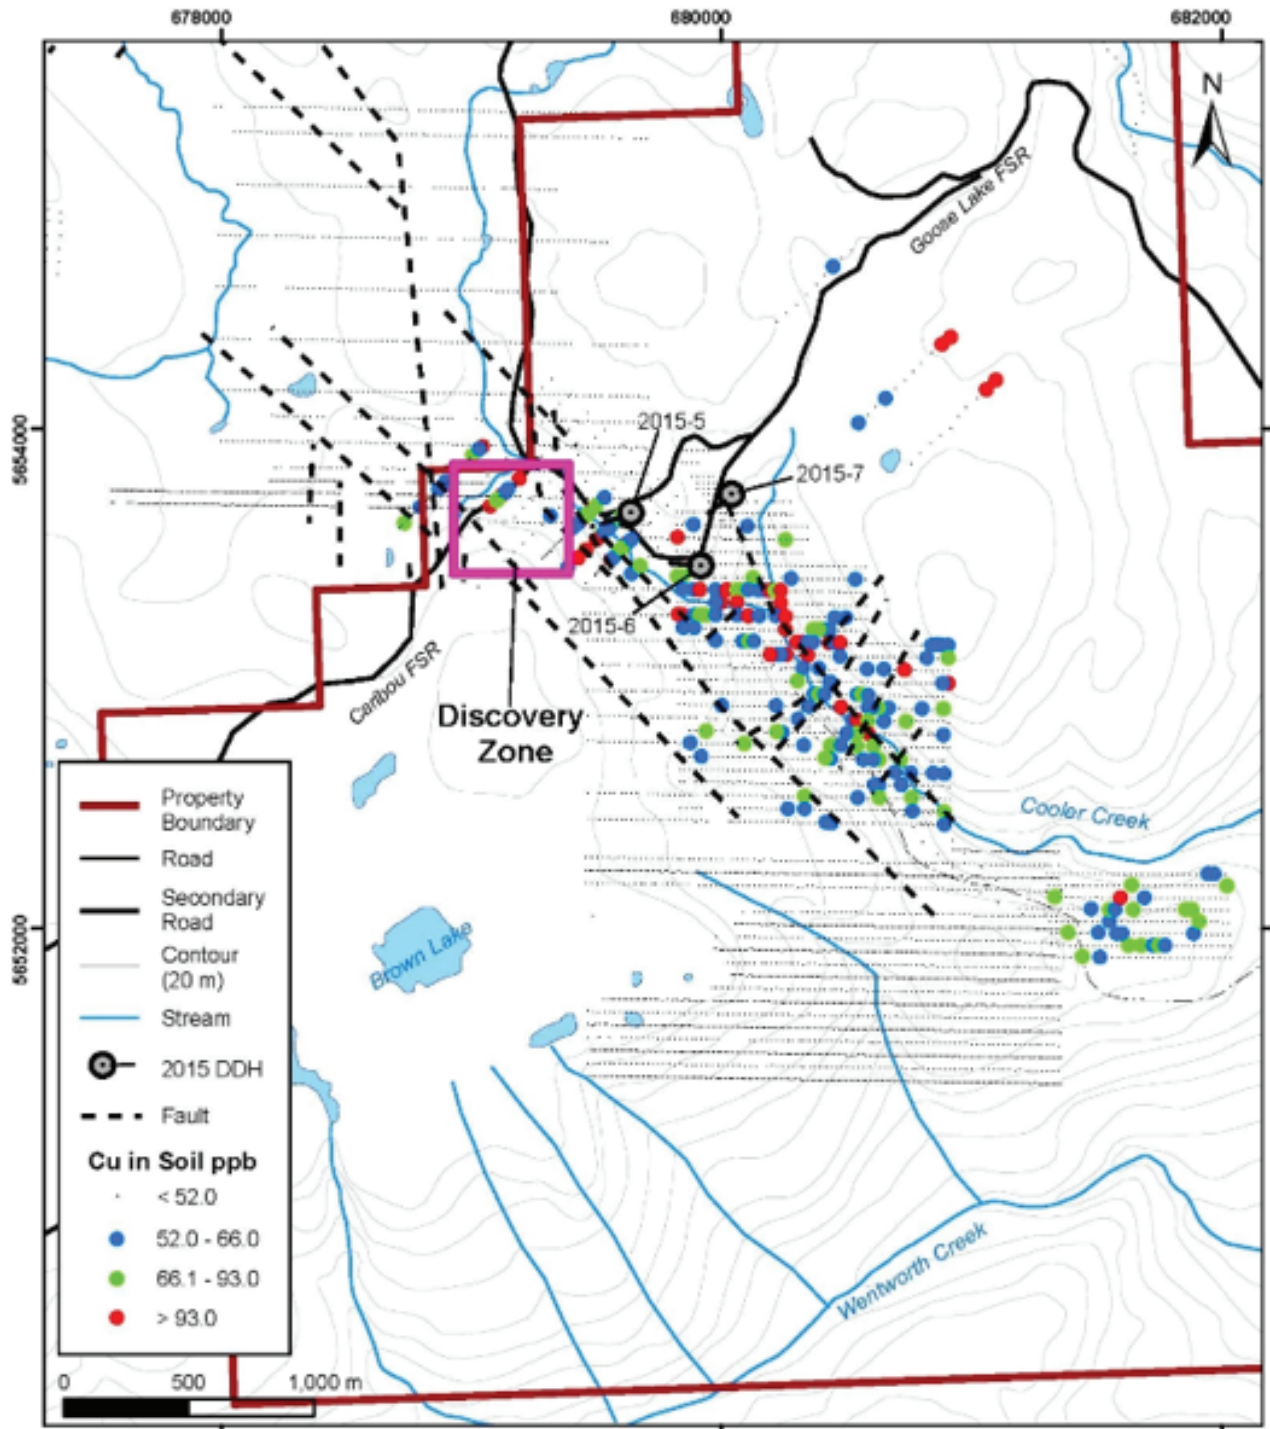 678000
680000
682000
N
Goose Lake FSR
5654000
2015-5
2015-7
2015-6
Caribou FSR
Discovery
Zone
Cooler Creek
Brown Lake
5652000
Wentworth Creek
Property
Boundary
Road
Secondary
Road
Contour
(20 m)
Stream
2015 DDH
Fault
Cu in Soil ppb
< 52.0
52.0 - 66.0
66.1 - 93.0
> 93.0
0 500 1,000 m